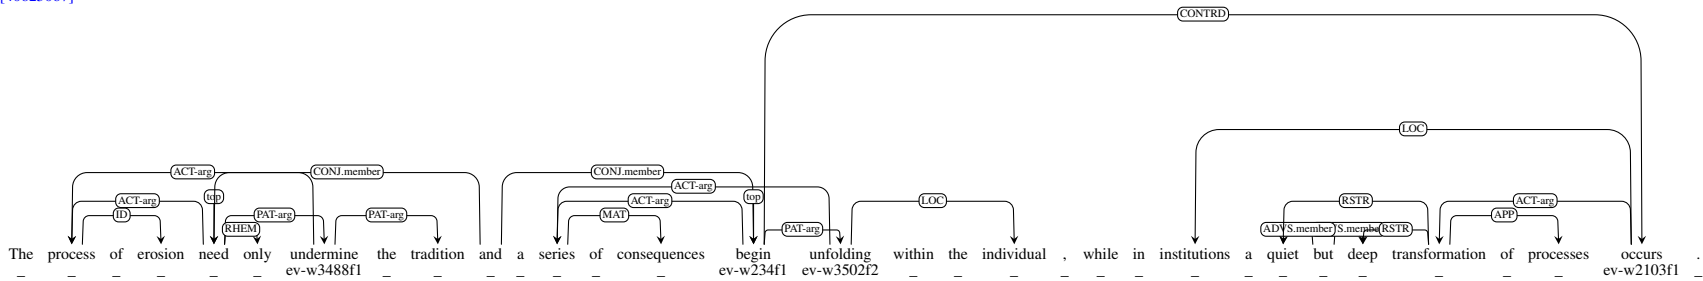 CONTRD
LOC
ACT-arg CONJ.member CONJ.member
ACT-arg
top top
ACT-arg ACT-arg LOC RSTR ACT-arg
ID PAT-arg PAT-arg MAT APP
RHEM PAT-arg ADVS.member RSTR
The process of erosion need only undermine the tradition and a series of consequences begin unfolding within the individual , while in institutions a quiet but deep transformation of processes occurs .
_ _ _ _ _ _ ev-w3488f1 _ _ _ _ _ _ _ ev-w234f1 ev-w3502f2 _ _ _ _ _ _ _ _ _ _ _ _ _ _ ev-w2103f1 _